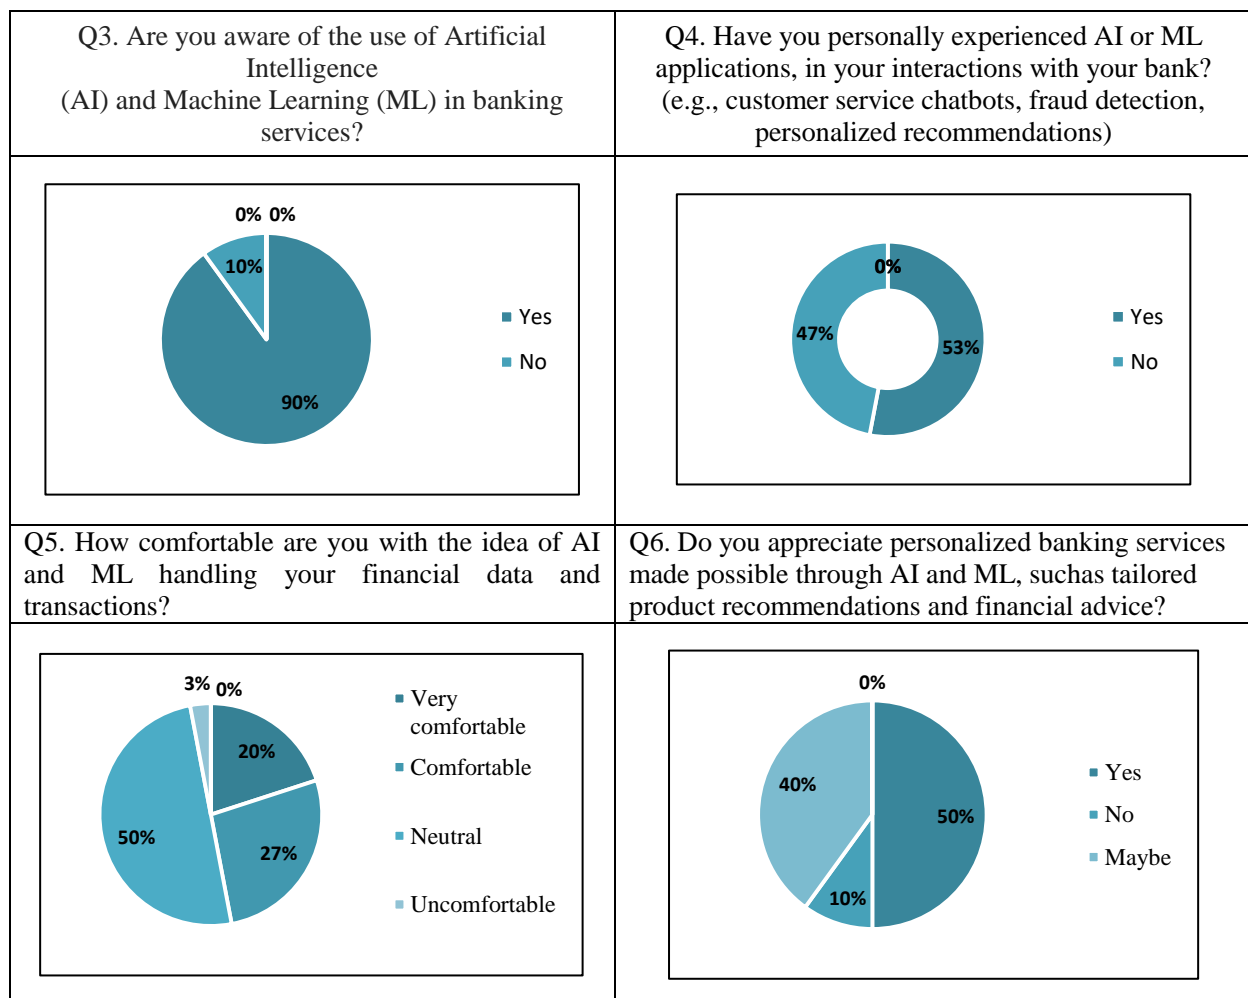 Q3. Are you aware of the use of Artificial
Intelligence
(AI) and Machine Learning (ML) in banking
services?
Q4. Have you personally experienced AI or ML
applications, in your interactions with your bank?
(e.g., customer service chatbots, fraud detection,
personalized recommendations)
0% 0%
10%
90%
Yes
No
0%
47%
53%
Yes
No
Q5. How comfortable are you with the idea of AI
and ML handling your financial data and
transactions?
Q6. Do you appreciate personalized banking services
made possible through AI and ML, suchas tailored
product recommendations and financial advice?
3% 0%
20%
50%
27%
Very
comfortable
Comfortable
Neutral
Uncomfortable
0%
40%
50%
10%
Yes
No
Maybe